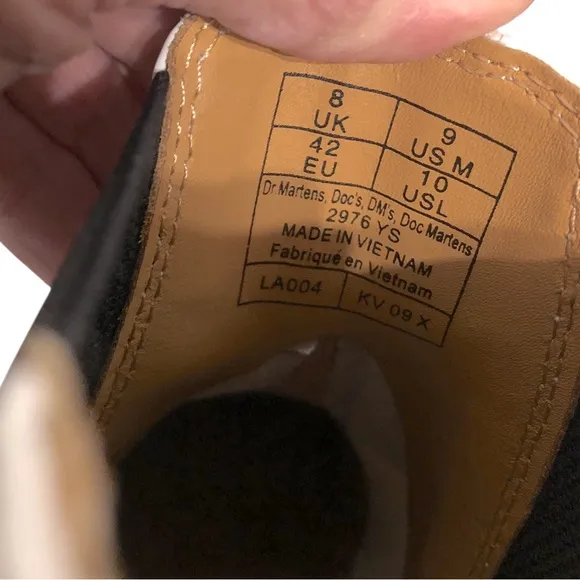 8 UK
9 US M
42 EU
10 USL
Dr.Martens, Doc's, DM's, Doc Martens
2976 YS
MADE IN VIETNAM
Fabriqué en Vietnam
LA004
KV 09 X